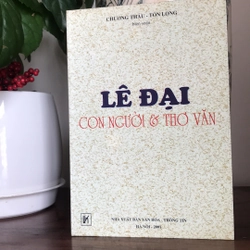 CHƯƠNG THÂU - TÔN LONG
LÊ ĐẠI
CON NGƯỜI & THƠ VĂN
NHÀ XUẤT BẢN VĂN HÓA - THÔNG TIN
HÀ NỘI - 2001